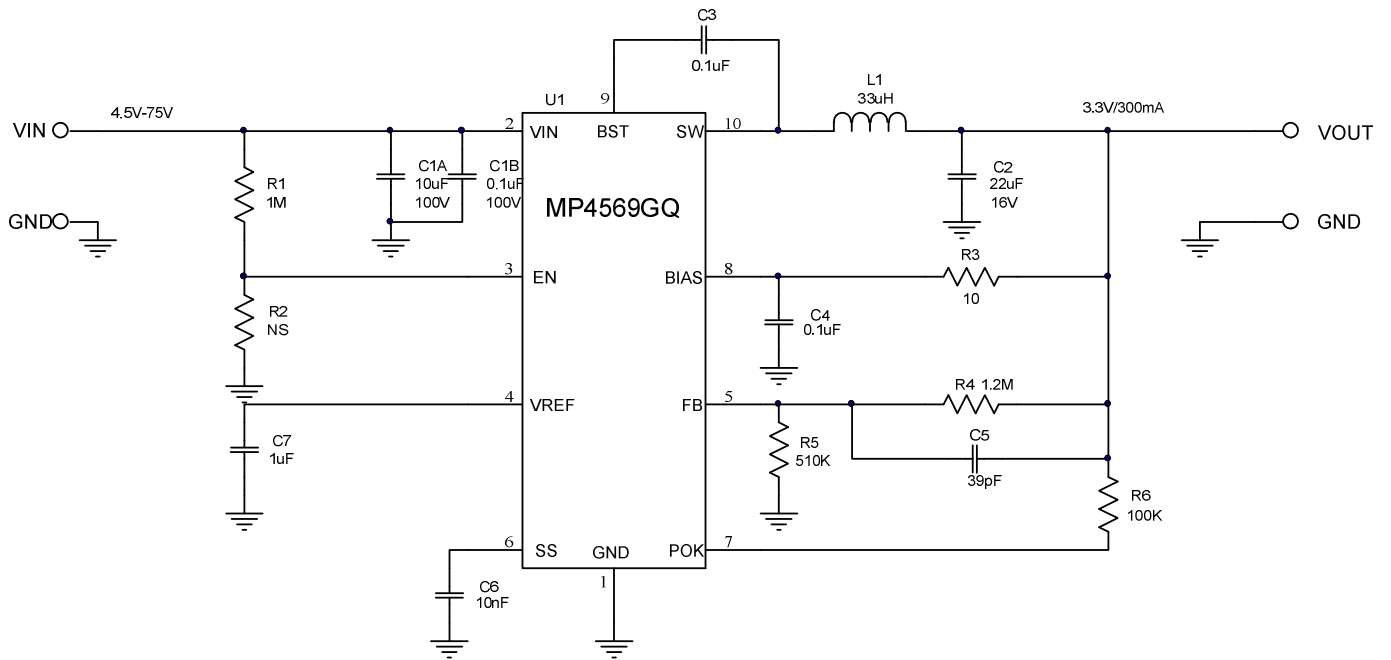 C3
0.1uF
L1
33uH
4.5V-75V
U1
9
3.3V/300mA
VIN
2
VIN
BST
SW
10
VOUT
R1
1M
C1A
10uF
100V
C1B
0.1uF
100V
C2
22uF
16V
MP4569GQ
GND
GND
3
EN
BIAS
8
R3
10
R2
NS
C4
0.1uF
4
VREF
FB
5
R4 1.2M
C7
1uF
R5
510K
C5
39pF
R6
100K
6
SS
GND
POK
7
1
C6
10nF